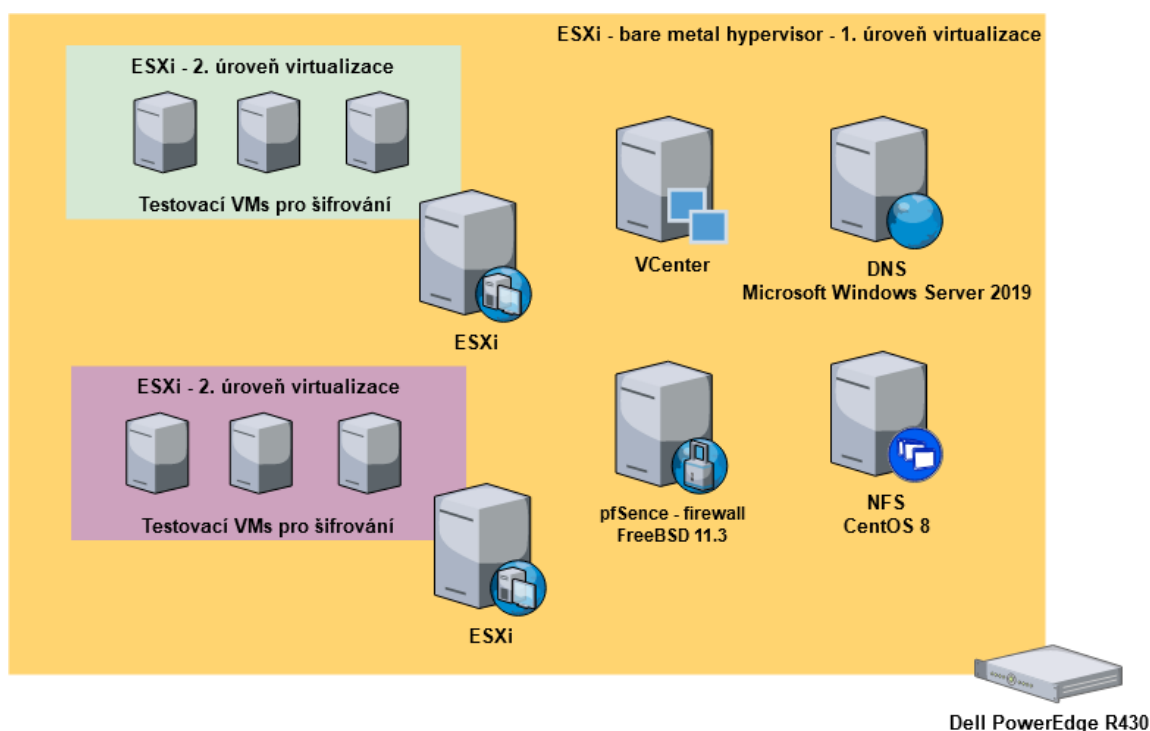 ESXi - bare metal hypervisor - 1. úroveň virtualizace
ESXi - 2. úroveň virtualizace
Testovací VMs pro šifrování
ESXi
VCenter
DNS
Microsoft Windows Server 2019
ESXi - 2. úroveň virtualizace
Testovací VMs pro šifrování
ESXi
pfSence - firewall
FreeBSD 11.3
NFS
CentOS 8
Dell PowerEdge R430